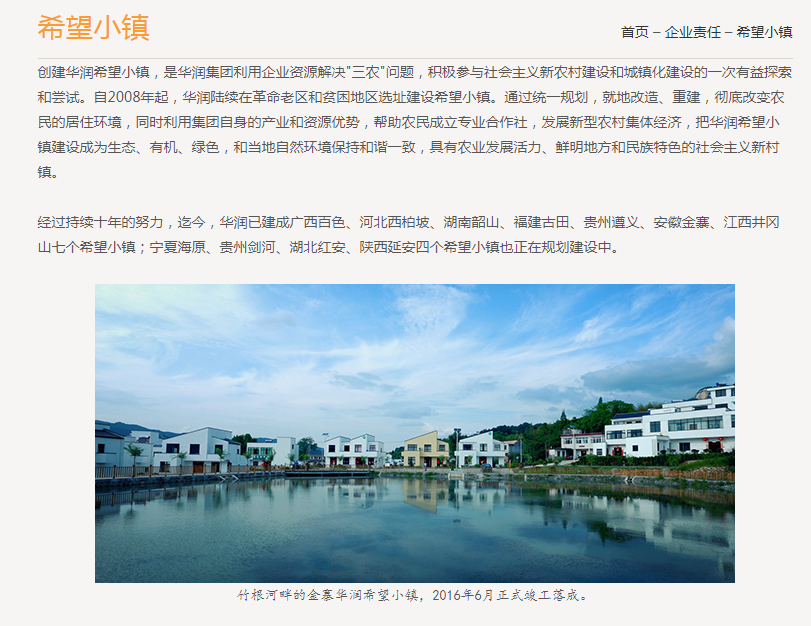 希望小镇
首页 – 企业责任 – 希望小镇
创建华润希望小镇，是华润集团利用企业资源解决"三农"问题，积极参与社会主义新农村建设和城镇化建设的一次有益探索
和尝试。自2008年起，华润陆续在革命老区和贫困地区选址建设希望小镇。通过统一规划，就地改造、重建，彻底改变农
民的居住环境，同时利用集团自身的产业和资源优势，帮助农民成立专业合作社，发展新型农村集体经济，把华润希望小
镇建设成为生态、有机、绿色，和当地自然环境保持和谐一致，具有农业发展活力、鲜明地方和民族特色的社会主义新村
镇。
经过持续十年的努力，迄今，华润已建成广西百色、河北西柏坡、湖南韶山、福建古田、贵州遵义、安徽金寨、江西井冈
山七个希望小镇；宁夏海原、贵州剑河、湖北红安、陕西延安四个希望小镇也正在规划建设中。
竹根河畔的金寨华润希望小镇，2016年6月正式竣工落成。